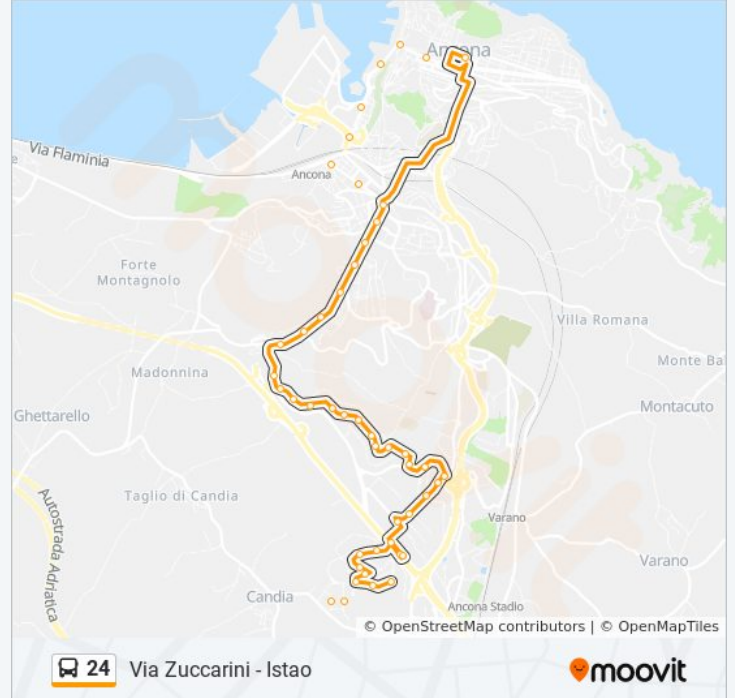 Ancona
Via Flaminia
e
Ancona
Forte
Montagnolo
Villa Romana
Monte Ba
Madonnina
Montacuto
Ghettarello
Taglio di Candia
Autostrada Adriatica
Varano
Varano
Candia
Ancona Stadio
© OpenStreetMap contributors | © OpenMapTiles
24 Via Zuccarini - Istao
moovit